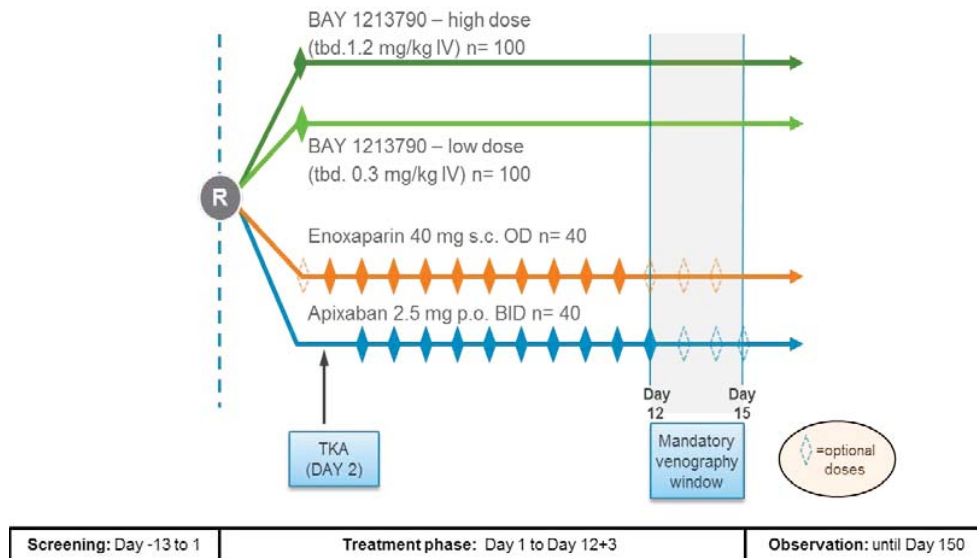 BAY 1213790 – high dose
(tbd.1.2 mg/kg IV) n= 100
BAY 1213790 – low dose
(tbd. 0.3 mg/kg IV) n= 100
R
Enoxaparin 40 mg s.c. OD n= 40
Apixaban 2.5 mg p.o. BID n= 40
Day
12
Day
15
TKA
(DAY 2)
Mandatory
venography
window
=optional
doses
Screening: Day -13 to 1
Treatment phase: Day 1 to Day 12+3
Observation: until Day 150